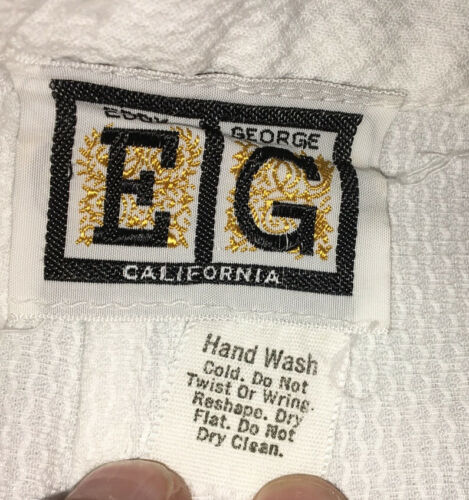 GEORGE
E G
CALIFORNIA
Hand Wash
Cold. Do Not
Twist Or Wring.
Reshape. Dry
Flat. Do Not
Dry Clean.